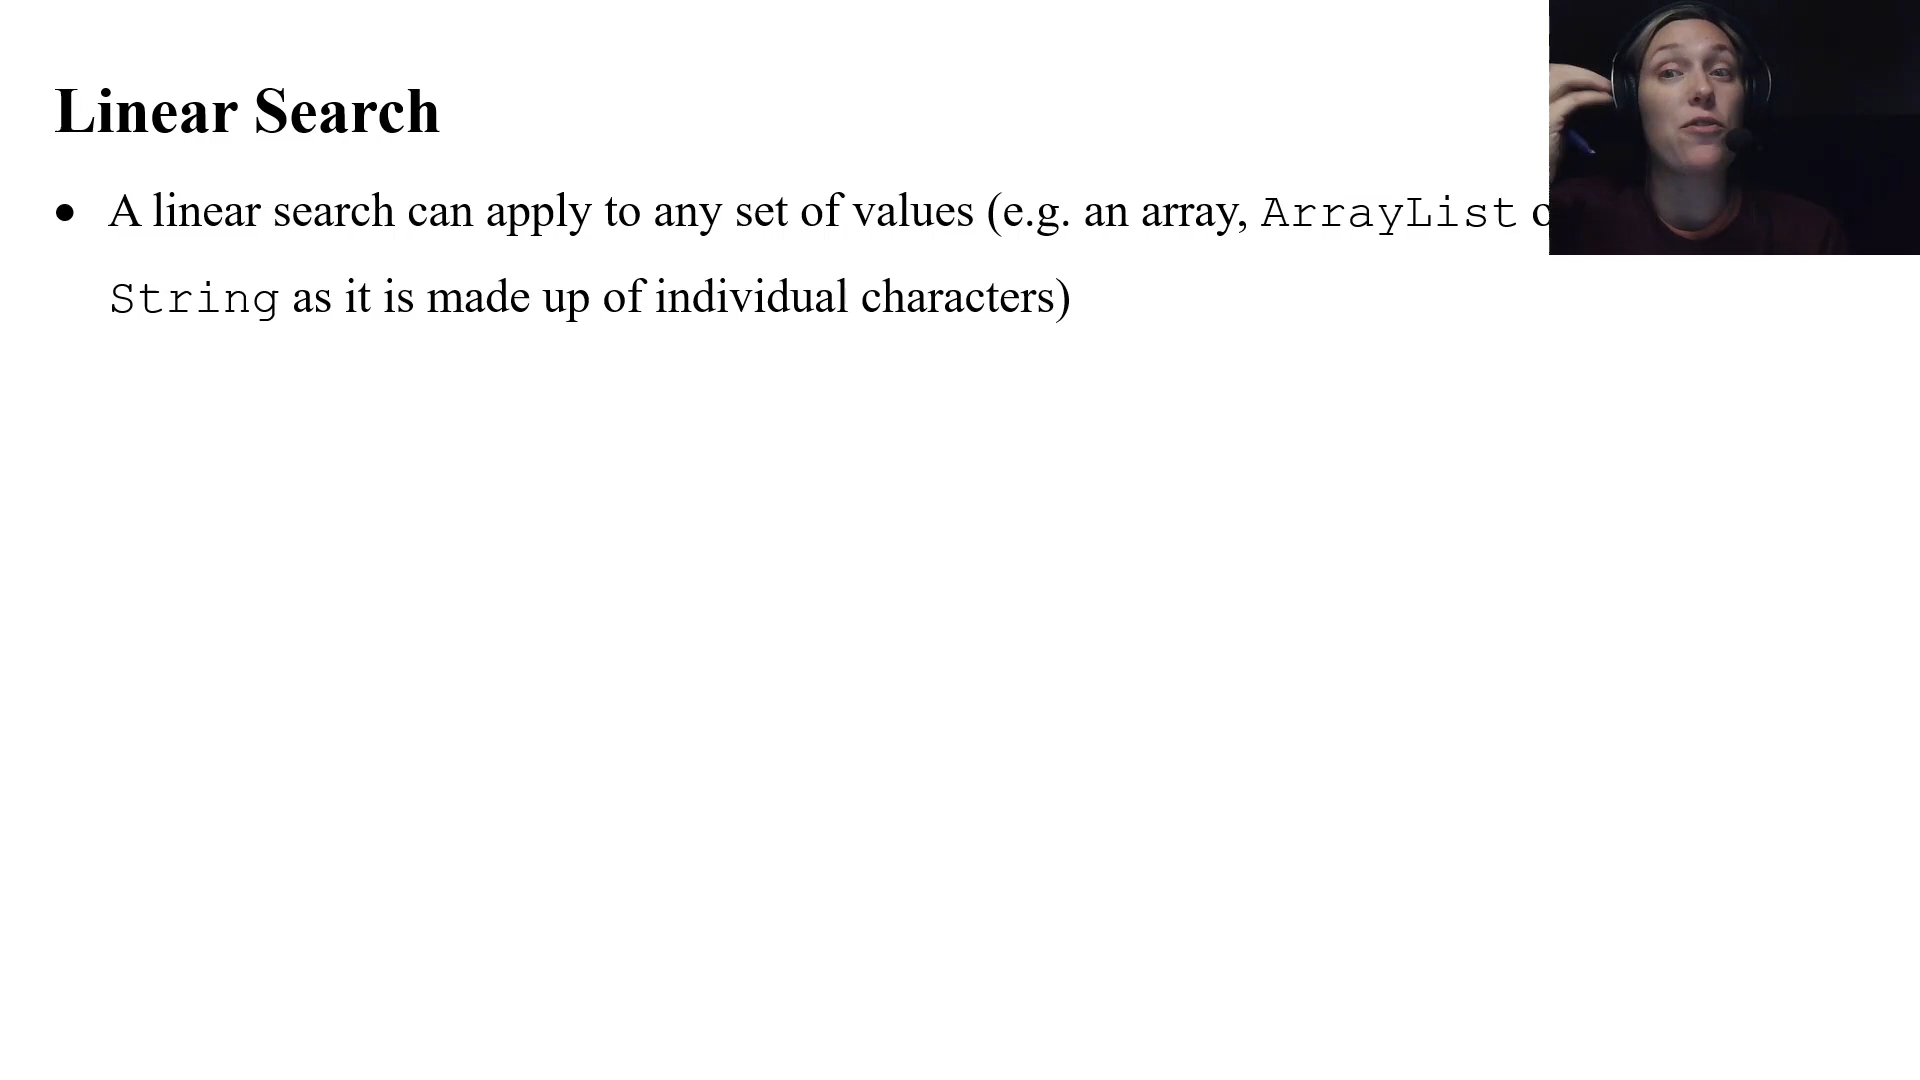 Linear Search
• A linear search can apply to any set of values (e.g. an array, ArrayList
String as it is made up of individual characters)